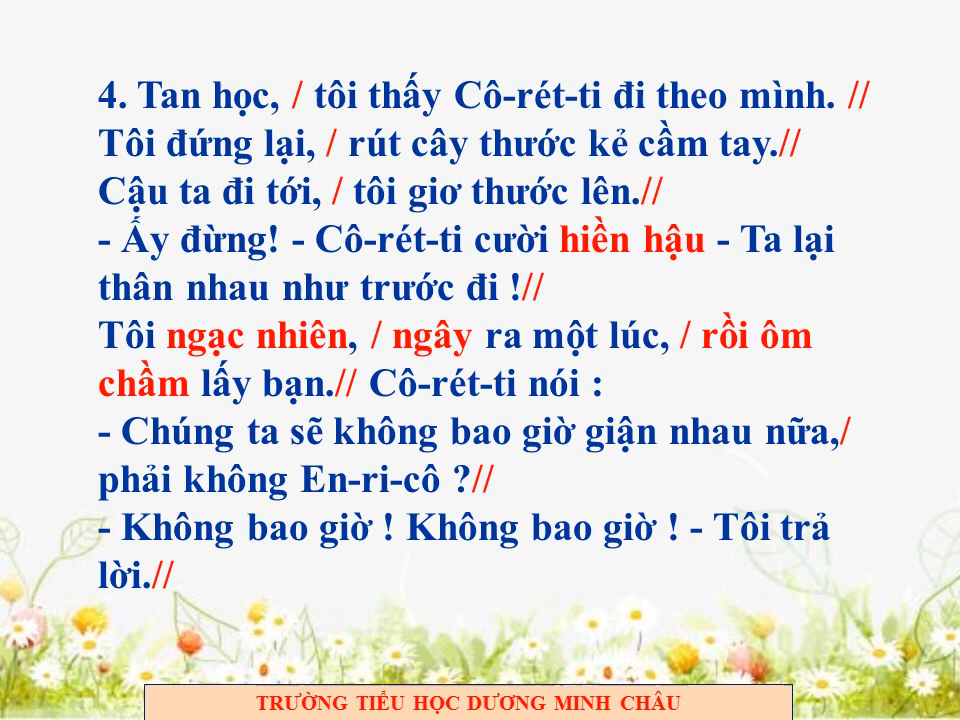 4. Tan học, / tôi thấy Cô-rét-ti đi theo mình. //
Tôi đứng lại, / rút cây thước kẻ cầm tay.//
Cậu ta đi tới, / tôi giơ thước lên.//
- Ấy đừng! - Cô-rét-ti cười hiền hậu - Ta lại
thân nhau như trước đi !//
Tôi ngạc nhiên, / ngây ra một lúc, / rồi ôm
chầm lấy bạn.// Cô-rét-ti nói :
- Chúng ta sẽ không bao giờ giận nhau nữa,/
phải không En-ri-cô ?//
- Không bao giờ ! Không bao giờ ! - Tôi trả
lời.//
TRƯỜNG TIỂU HỌC DƯƠNG MINH CHÂU